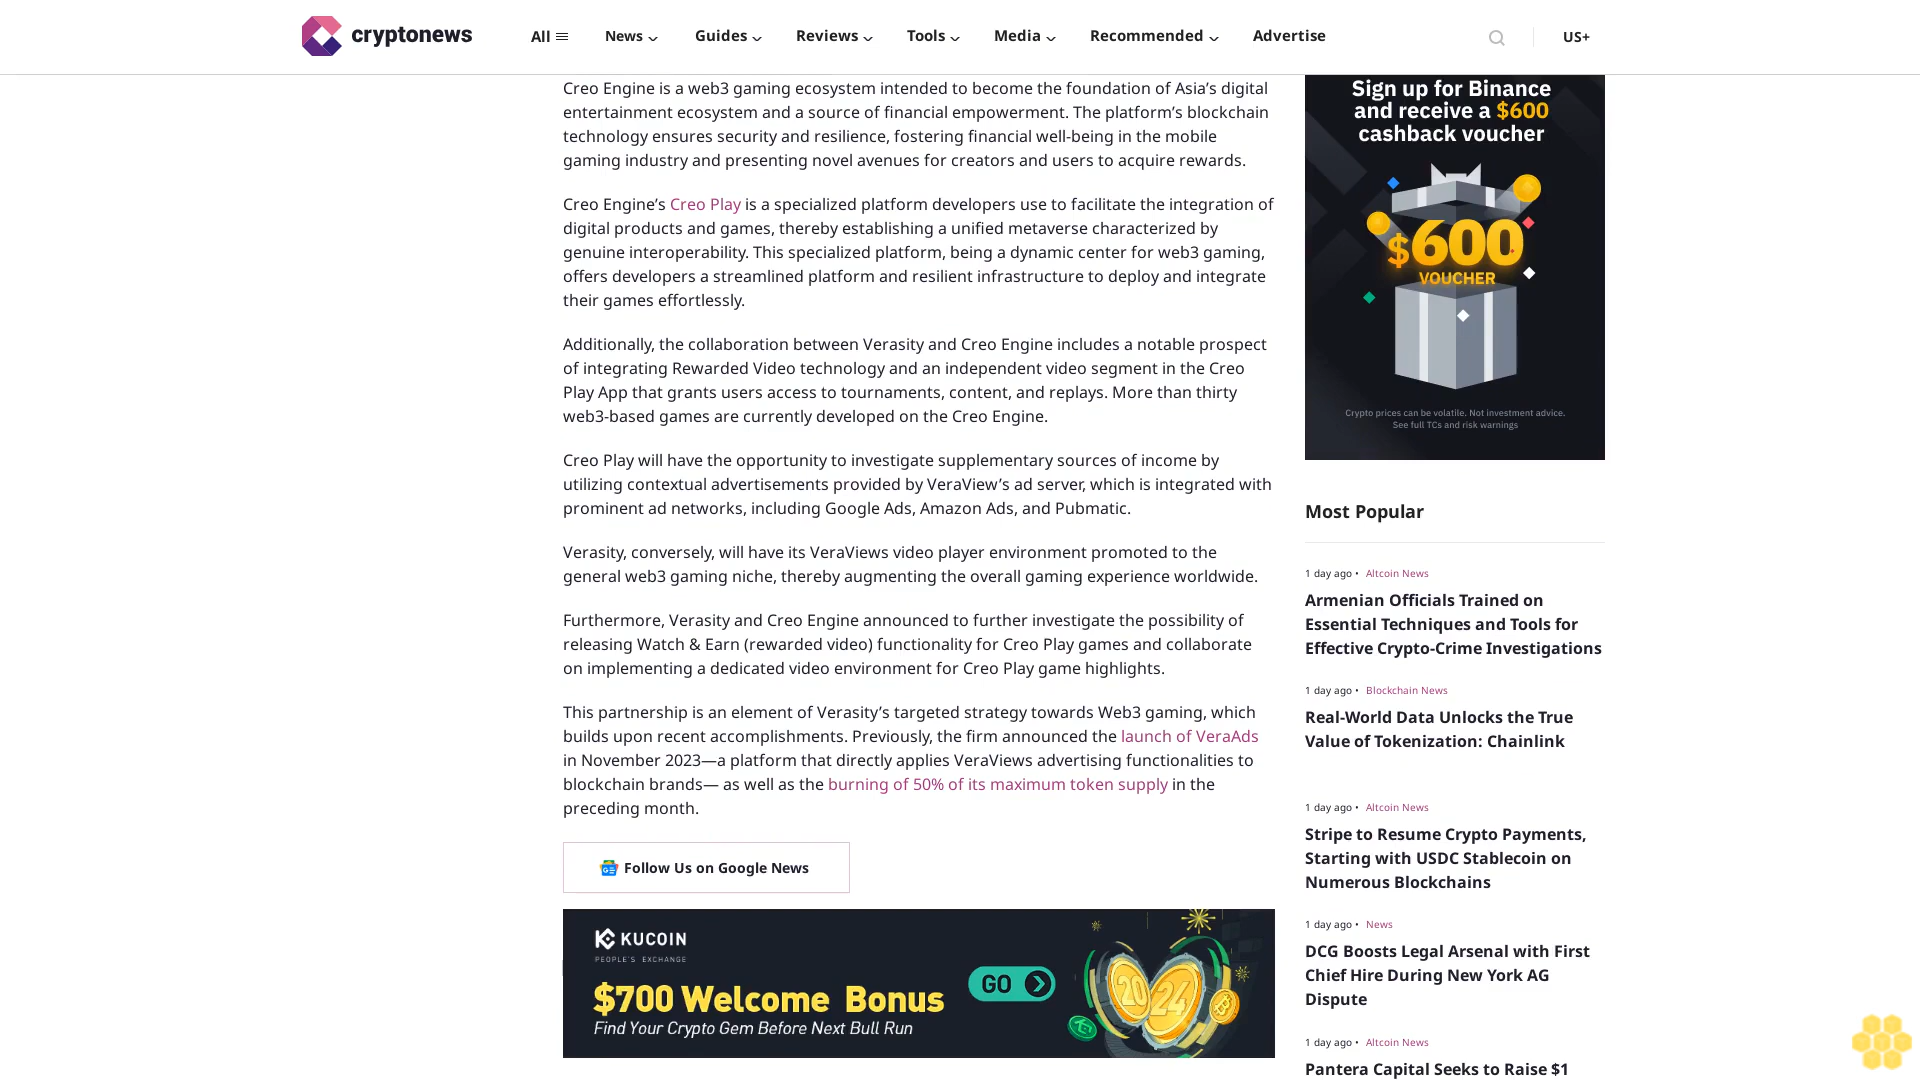 cryptonews
All
News
Guides
Reviews
Tools
Media
Recommended
Advertise
US+
Creo Engine is a web3 gaming ecosystem intended to become the foundation of Asia’s digital
entertainment ecosystem and a source of financial empowerment. The platform’s blockchain
technology ensures security and resilience, fostering financial well-being in the mobile
gaming industry and presenting novel avenues for creators and users to acquire rewards.
Creo Engine’s Creo Play is a specialized platform developers use to facilitate the integration of
digital products and games, thereby establishing a unified metaverse characterized by
genuine interoperability. This specialized platform, being a dynamic center for web3 gaming,
offers developers a streamlined platform and resilient infrastructure to deploy and integrate
their games effortlessly.
Additionally, the collaboration between Verasity and Creo Engine includes a notable prospect
of integrating Rewarded Video technology and an independent video segment in the Creo
Play App that grants users access to tournaments, content, and replays. More than thirty
web3-based games are currently developed on the Creo Engine.
Creo Play will have the opportunity to investigate supplementary sources of income by
utilizing contextual advertisements provided by VeraView’s ad server, which is integrated with
prominent ad networks, including Google Ads, Amazon Ads, and Pubmatic.
Verasity, conversely, will have its VeraViews video player environment promoted to the
general web3 gaming niche, thereby augmenting the overall gaming experience worldwide.
Furthermore, Verasity and Creo Engine announced to further investigate the possibility of
releasing Watch & Earn (rewarded video) functionality for Creo Play games and collaborate
on implementing a dedicated video environment for Creo Play game highlights.
This partnership is an element of Verasity’s targeted strategy towards Web3 gaming, which
builds upon recent accomplishments. Previously, the firm announced the launch of VeraAds
in November 2023—a platform that directly applies VeraViews advertising functionalities to
blockchain brands— as well as the burning of 50% of its maximum token supply in the
preceding month.
Follow Us on Google News
KUCOIN
PEOPLE'S EXCHANGE
$700 Welcome Bonus
Find Your Crypto Gem Before Next Bull Run
GO
20
24
Sign up for Binance
and receive a $600
cashback voucher
$600
VOUCHER
Crypto prices can be volatile. Not investment advice.
See full TCs and risk warnings
Most Popular
1 day ago • Altcoin News
Armenian Officials Trained on
Essential Techniques and Tools for
Effective Crypto-Crime Investigations
1 day ago • Blockchain News
Real-World Data Unlocks the True
Value of Tokenization: Chainlink
1 day ago • Altcoin News
Stripe to Resume Crypto Payments,
Starting with USDC Stablecoin on
Numerous Blockchains
1 day ago • News
DCG Boosts Legal Arsenal with First
Chief Hire During New York AG
Dispute
1 day ago • Altcoin News
Pantera Capital Seeks to Raise $1